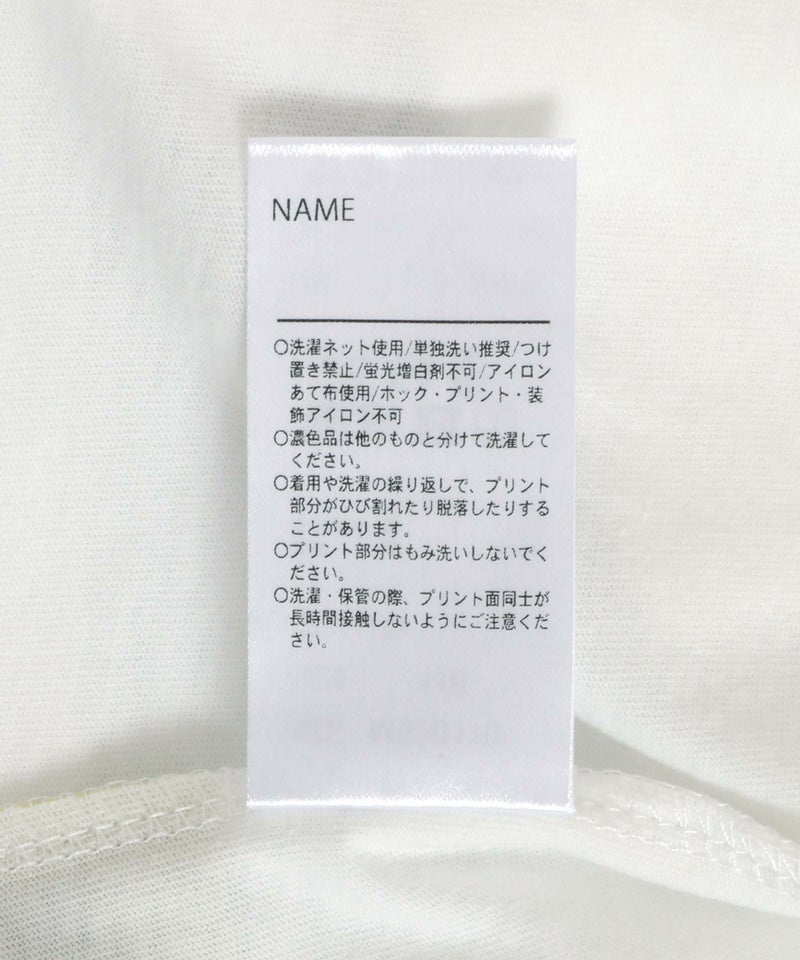 NAME
○洗濯ネット使用/単独洗い推奨/つけ
置き禁止/蛍光増白剤不可/アイロン
あて布使用/ホック・プリント・装
飾アイロン不可
○濃色品は他のものと分けて洗濯して
ください。
○着用や洗濯の繰り返しで、プリント
部分がひび割れたり脱落したりする
ことがあります。
○プリント部分はもみ洗いしないでく
ださい。
○洗濯・保管の際、プリント面同士が
長時間接触しないようにご注意くだ
さい。